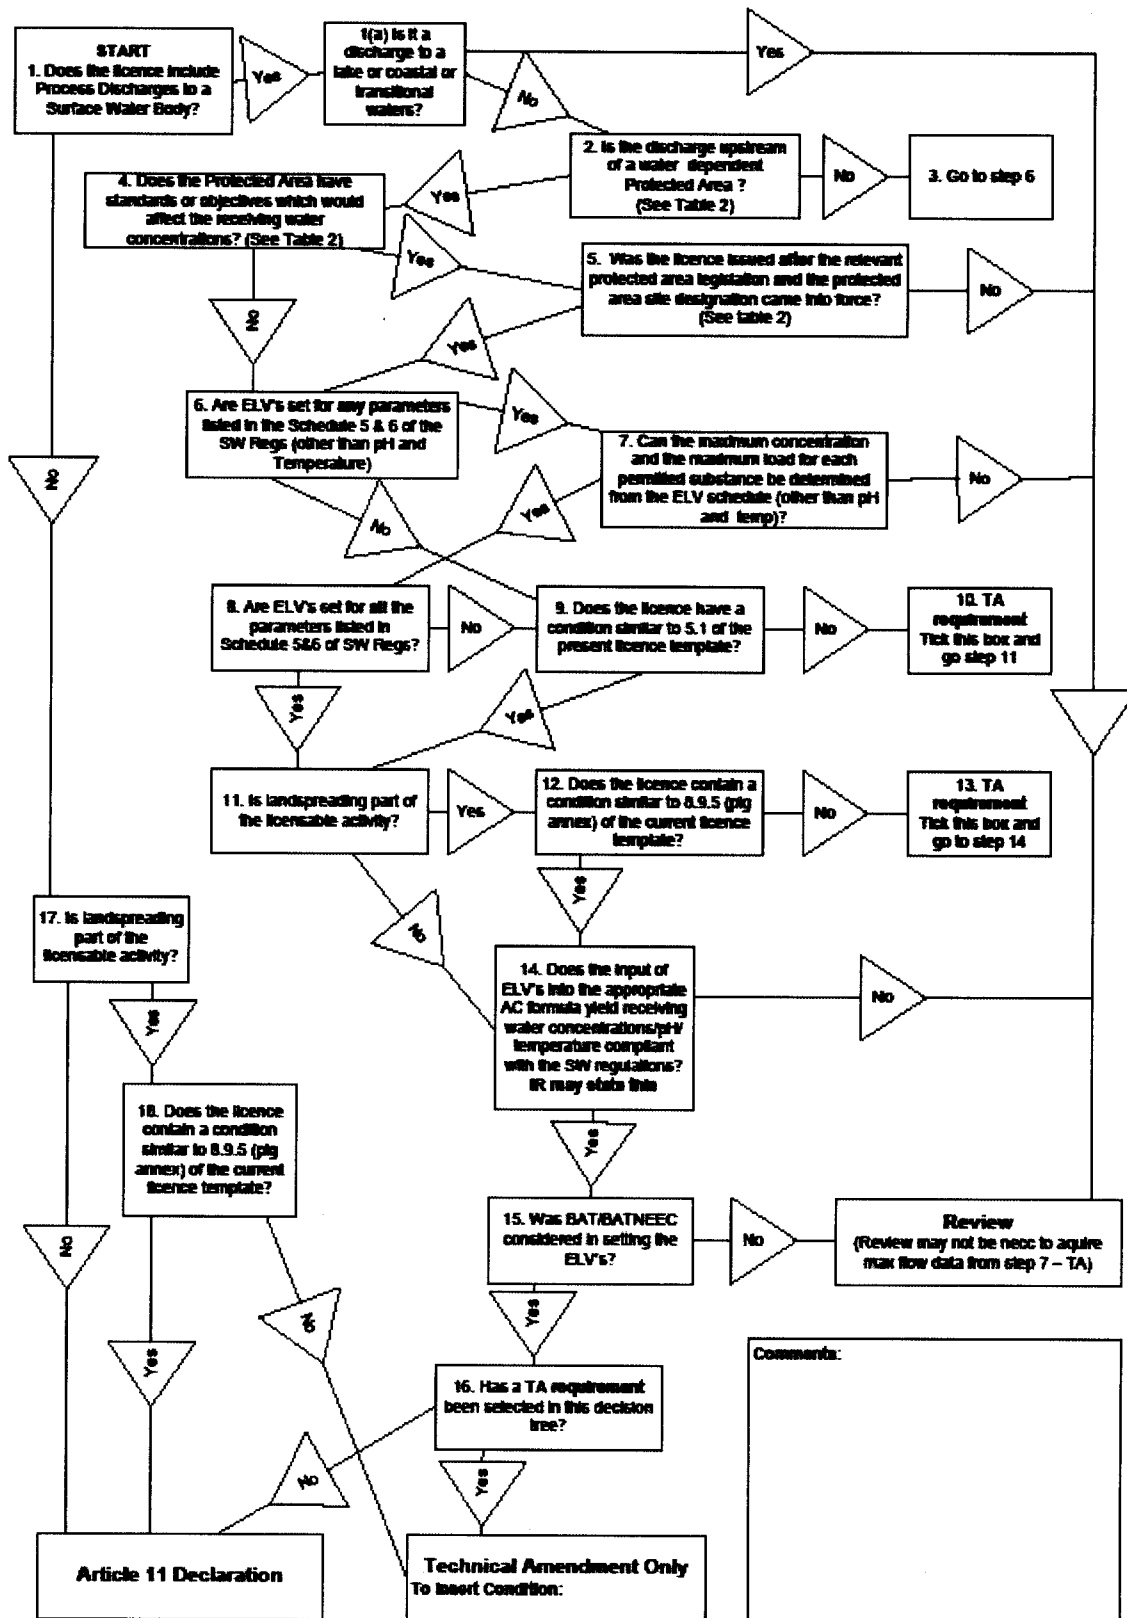 START
1. Does the licence include
Process Discharges to a
Surface Water Body?
Yes
1(a) Is it a
discharge to a
lake or coastal or
transitional
waters?
Yes
No
2. Is the discharge upstream
of a water dependent
Protected Area ?
(See Table 2)
No
3. Go to step 6
Yes
4. Does the Protected Area have
standards or objectives which would
affect the receiving water
concentrations? (See Table 2)
Yes
No
5. Was the licence issued after the relevant
protected area legislation and the protected
area site designation came into force?
(See table 2)
No
Yes
6. Are ELV's set for any parameters
listed in the Schedule 5 & 6 of the
SW Regs (other than pH and
Temperature)
Yes
No
7. Can the maximum concentration
and the maximum load for each
permitted substance be determined
from the ELV schedule (other than pH
and temp)?
No
Yes
No
8. Are ELV's set for all the
parameters listed in
Schedule 5&6 of SW Regs?
No
9. Does the licence have a
condition similar to 5.1 of the
present licence template?
No
10. TA
requirement
Tick this box and
go step 11
Yes
Yes
11. Is landspreading part of
the licensable activity?
Yes
12. Does the licence contain a
condition similar to 8.9.5 (pig
annex) of the current licence
template?
No
13. TA
requirement
Tick this box and
go to step 14
No
Yes
17. Is landspreading
part of the
licensable activity?
Yes
No
14. Does the input of
ELV's into the appropriate
AC formula yield receiving
water concentrations/pH/
temperature compliant
with the SW regulations?
IR may state this
No
Yes
18. Does the licence
contain a condition
similar to 8.9.5 (pig
annex) of the current
licence template?
Yes
No
15. Was BAT/BATNEEC
considered in setting the
ELV's?
No
Review
(Review may not be necc to aquire
max flow data from step 7 – TA)
Yes
16. Has a TA requirement
been selected in this decision
tree?
No
Yes
Comments:
Article 11 Declaration
Technical Amendment Only
To Insert Condition: